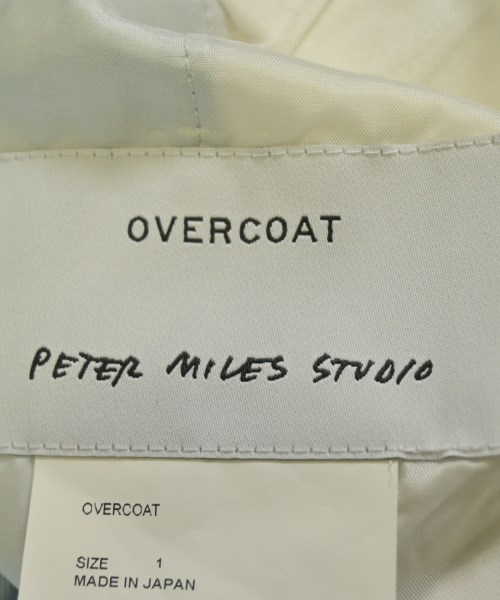 OVERCOAT
PETER MILES STUDIO
OVERCOAT
SIZE 1
MADE IN JAPAN